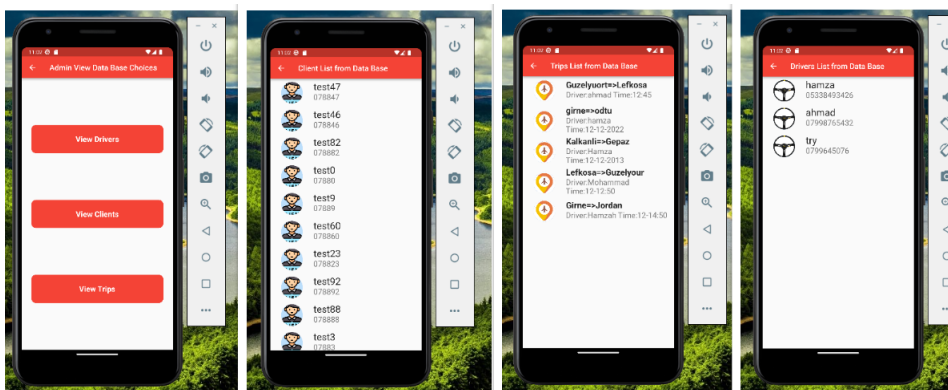 11:02
Admin View Data Base Choices
View Drivers
View Clients
View Trips
11:02
Client List from Data Base
test47
078847
test46
078846
test82
078882
test0
07880
test9
07889
test60
078860
test23
078823
test92
078892
test88
078888
test3
07883
11:02
Trips List from Data Base
Guzelyuort=>Lefkosa
Driver:ahmad Time:12:45
girne=>odtu
Driver:hamza
Time:12-12-2022
Kalkanli=>Gepaz
Driver:Hamza
Time:12-12-2013
Lefkosa=>Guzelyour
Driver:Mohammad
Time:12-12:50
Girne=>Jordan
Driver:Hamzah Time:12-14:50
11:02
Drivers List from Data Base
hamza
05338493426
ahmad
07998765432
try
0799645076